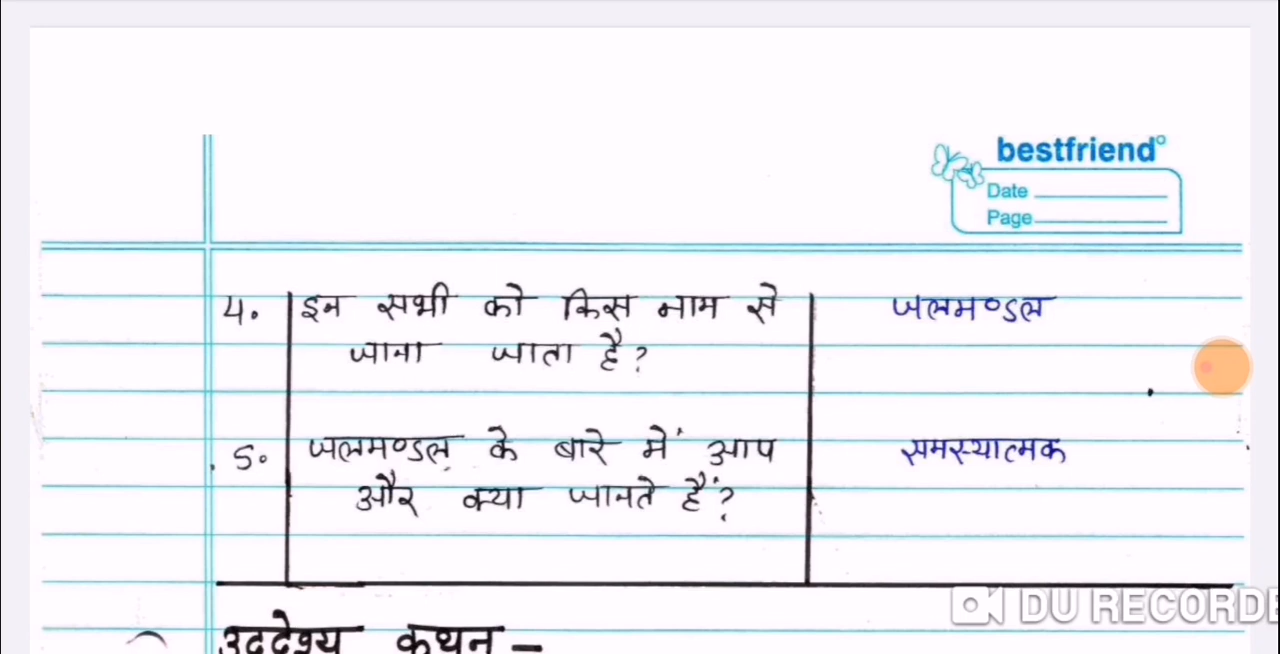 bestfriend
Date
Page
4. इन सभी को किस नाम से जलमण्डल
जाना जाता है?
5. जलमण्डल के बारे में आप समस्यात्मक
और क्या जानते हैं?
उद्देश्य कथन -
DU RECORDE